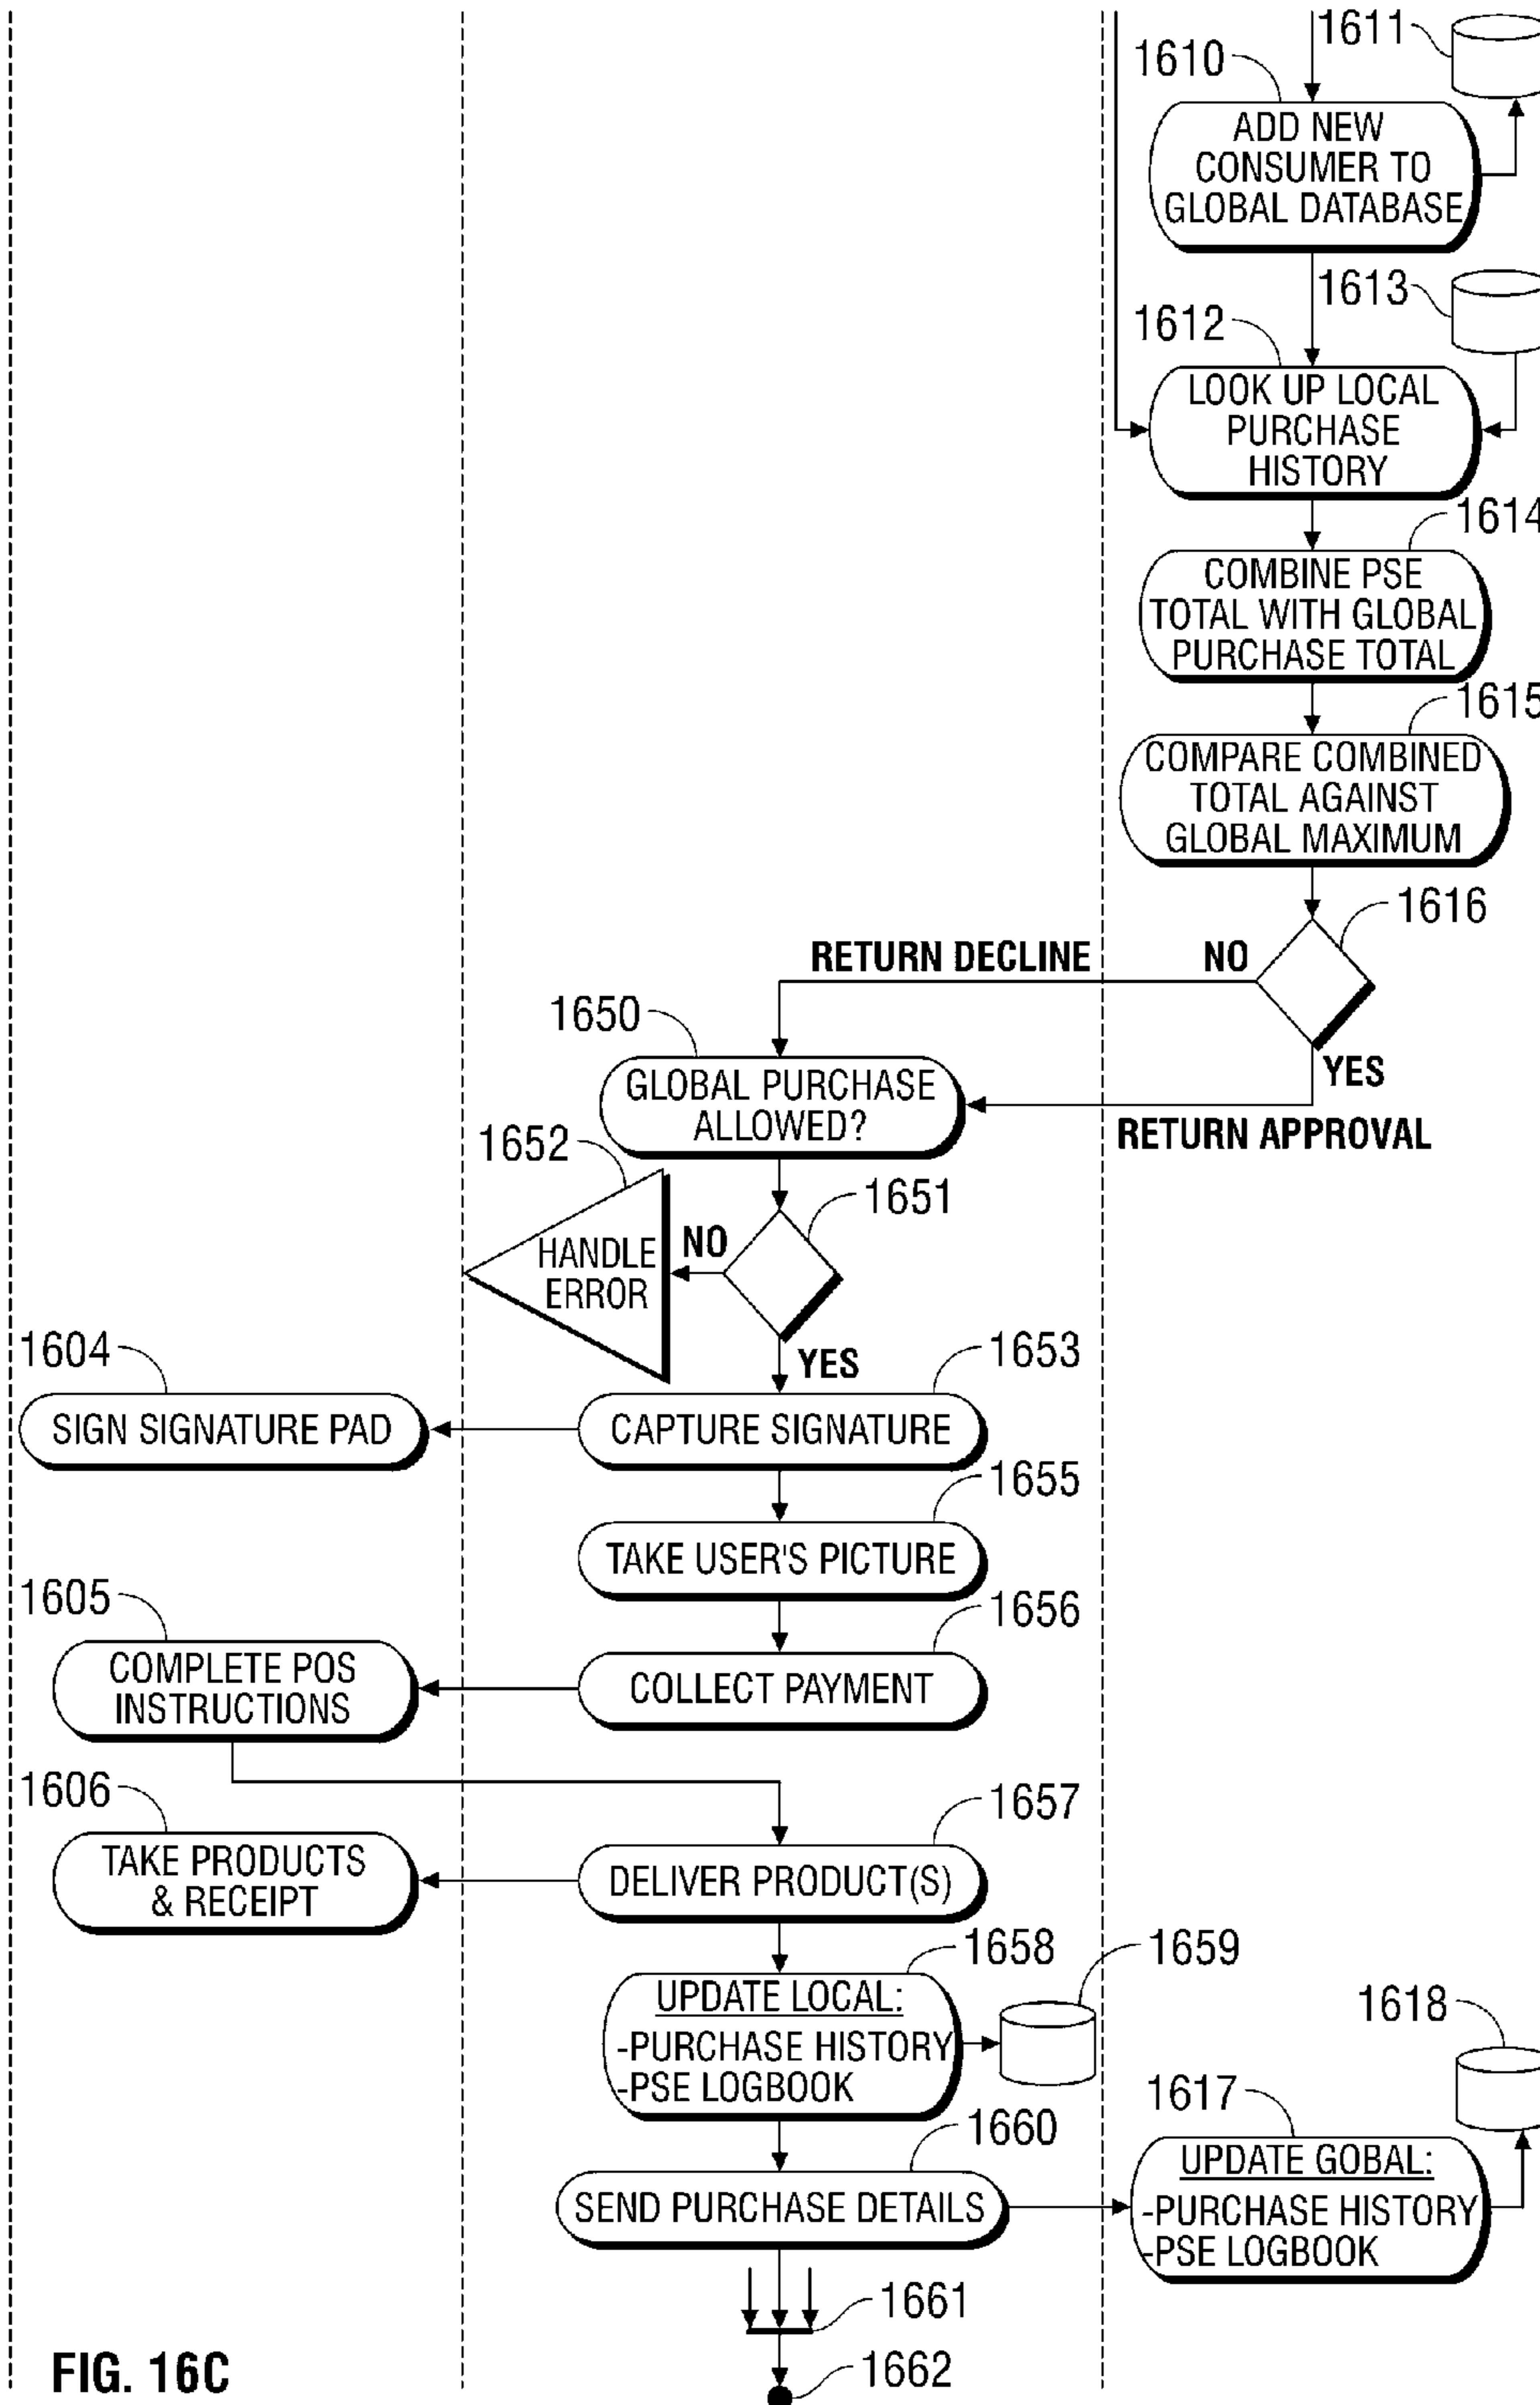 1611
1610
ADD NEW
CONSUMER TO
GLOBAL DATABASE
1613
1612
LOOK UP LOCAL
PURCHASE
HISTORY
1614
COMBINE PSE
TOTAL WITH GLOBAL
PURCHASE TOTAL
1615
COMPARE COMBINED
TOTAL AGAINST
GLOBAL MAXIMUM
1616
RETURN DECLINE
NO
1650
GLOBAL PURCHASE
ALLOWED?
YES
RETURN APPROVAL
1652
1651
HANDLE
ERROR
NO
YES
1604
1653
SIGN SIGNATURE PAD
CAPTURE SIGNATURE
1655
TAKE USER'S PICTURE
1605
1656
COMPLETE POS
INSTRUCTIONS
COLLECT PAYMENT
1606
1657
TAKE PRODUCTS
& RECEIPT
DELIVER PRODUCT(S)
1658
1659
UPDATE LOCAL:
-PURCHASE HISTORY
-PSE LOGBOOK
1618
1617
1660
UPDATE GOBAL:
-PURCHASE HISTORY
-PSE LOGBOOK
SEND PURCHASE DETAILS
1661
1662
FIG. 16C